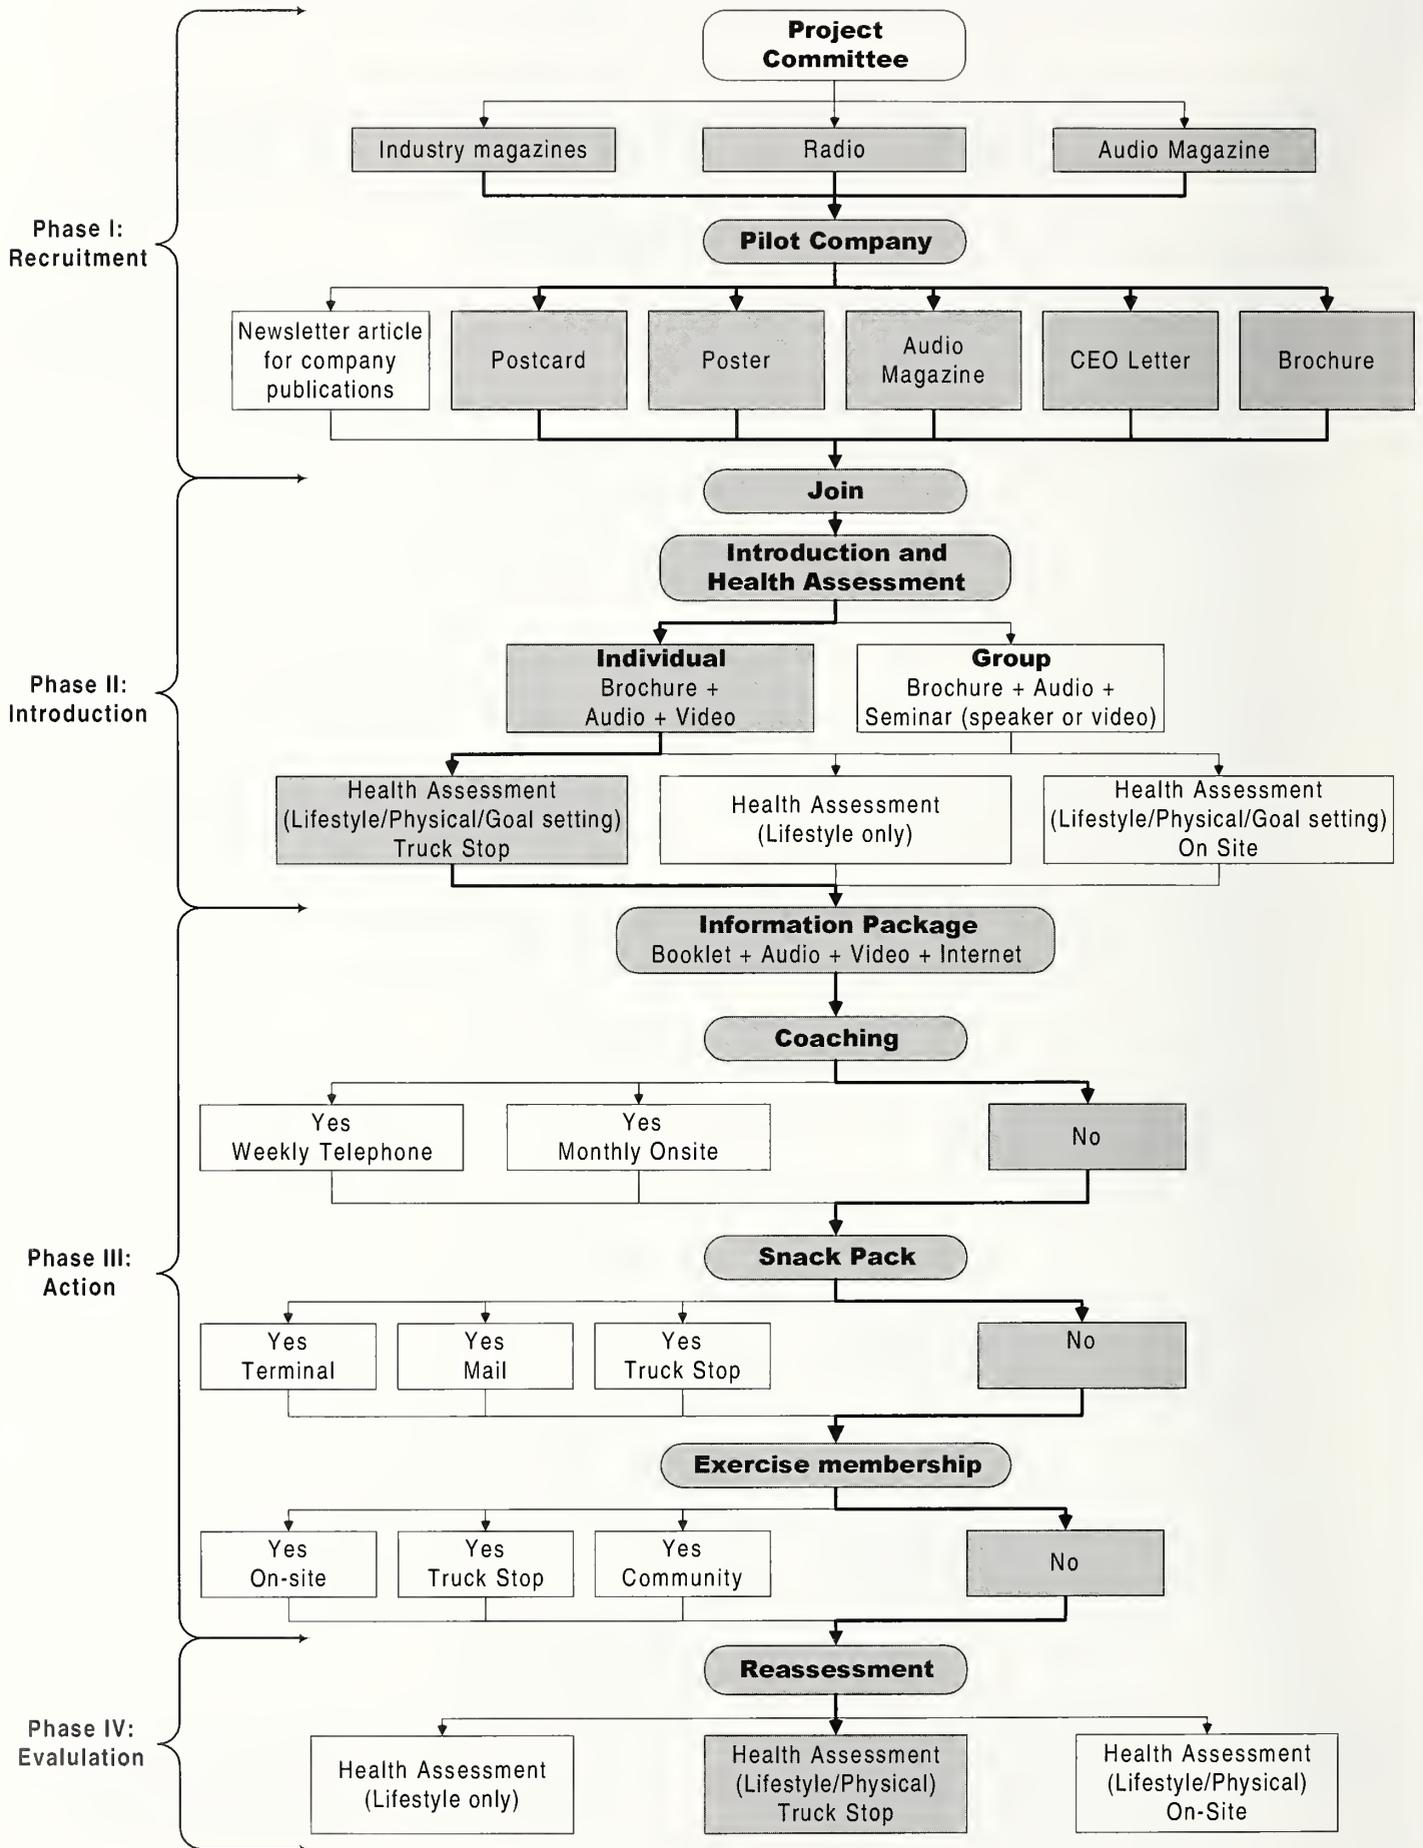 Project
Committee
Industry magazines
Radio
Audio Magazine
Phase I:
Recruitment
Pilot Company
Newsletter article
for company
publications
Postcard
Poster
Audio
Magazine
CEO Letter
Brochure
Join
Introduction and
Health Assessment
Phase II:
Introduction
Individual
Brochure +
Audio + Video
Group
Brochure + Audio +
Seminar (speaker or video)
Health Assessment
(Lifestyle/Physical/Goal setting)
Truck Stop
Health Assessment
(Lifestyle only)
Health Assessment
(Lifestyle/Physical/Goal setting)
On Site
Information Package
Booklet + Audio + Video + Internet
Coaching
Yes
Weekly Telephone
Yes
Monthly Onsite
No
Phase III:
Action
Snack Pack
Yes
Terminal
Yes
Mail
Yes
Truck Stop
No
Exercise membership
Yes
On-site
Yes
Truck Stop
Yes
Community
No
Reassessment
Phase IV:
Evalulation
Health Assessment
(Lifestyle only)
Health Assessment
(Lifestyle/Physical)
Truck Stop
Health Assessment
(Lifestyle/Physical)
On-Site